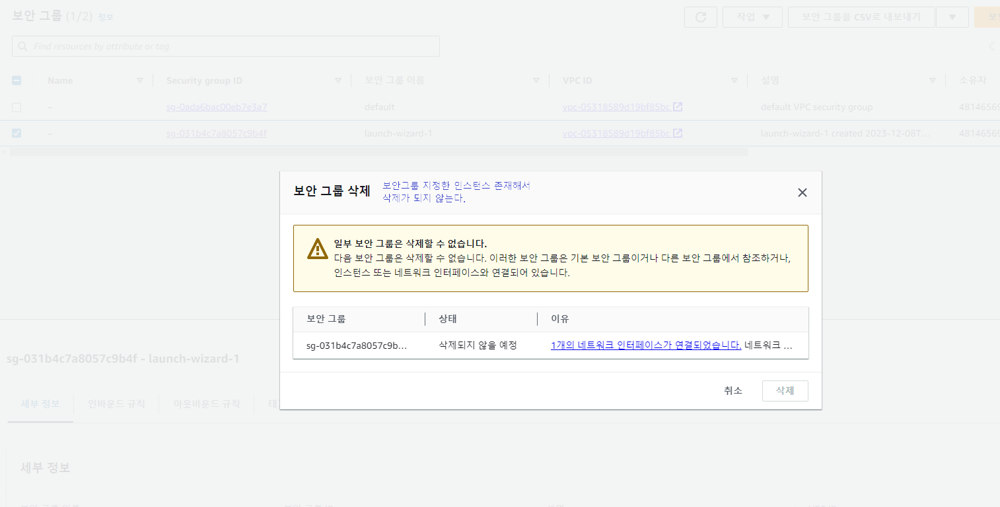 보안 그룹 (1/2) 정보
작업
보안 그룹을 CSV로 내보내기
Find resources by attribute or tag
Name Security group ID 보안 그룹 이름 VPC ID 설명 소유자
– sg-0ada6bac00eb7e3a7 default vpc-05318589d19bf85bc default VPC security group 48146569
– sg-031b4c7a8057c9b4f launch-wizard-1 vpc-05318589d19bf85bc launch-wizard-1 created 2023-12-08T... 48146569
보안 그룹 삭제
보안그룹 지정한 인스턴스 존재해서
삭제가 되지 않는다.
일부 보안 그룹은 삭제할 수 없습니다.
다음 보안 그룹은 삭제할 수 없습니다. 이러한 보안 그룹은 기본 보안 그룹이거나 다른 보안 그룹에서 참조하거나,
인스턴스 또는 네트워크 인터페이스와 연결되어 있습니다.
보안 그룹 상태 이유
sg-031b4c7a8057c9b... 삭제되지 않을 예정 1개의 네트워크 인터페이스가 연결되었습니다. 네트워크 ...
취소 삭제
sg-031b4c7a8057c9b4f - launch-wizard-1
세부 정보 인바운드 규칙 아웃바운드 규칙
세부 정보